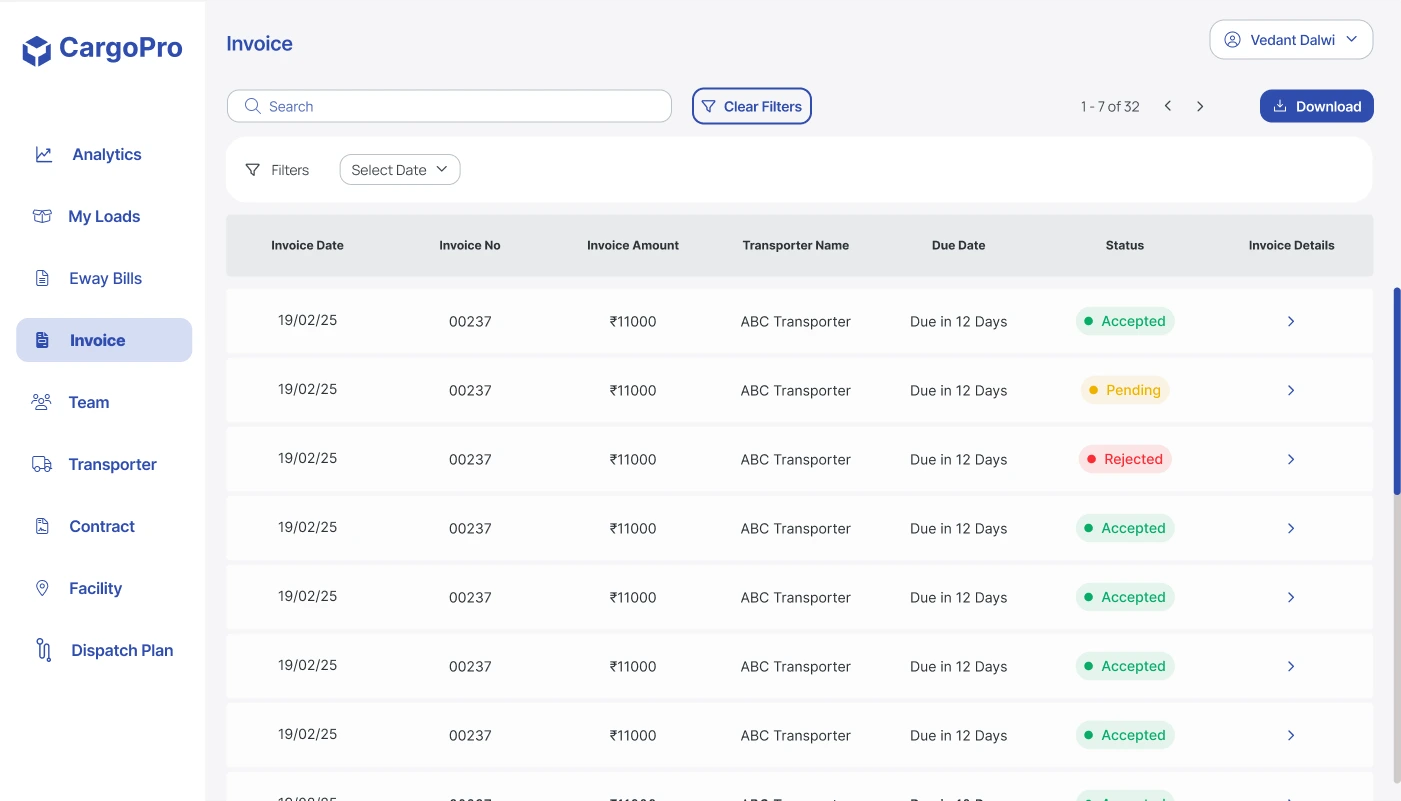 CargoPro
Invoice
Vedant Dalwi
Search
Clear Filters
1 - 7 of 32
Download
Filters
Select Date
Analytics
My Loads
Eway Bills
Invoice
Team
Transporter
Contract
Facility
Dispatch Plan
Invoice Date Invoice No Invoice Amount Transporter Name Due Date Status Invoice Details
19/02/25 00237 ₹11000 ABC Transporter Due in 12 Days Accepted
19/02/25 00237 ₹11000 ABC Transporter Due in 12 Days Pending
19/02/25 00237 ₹11000 ABC Transporter Due in 12 Days Rejected
19/02/25 00237 ₹11000 ABC Transporter Due in 12 Days Accepted
19/02/25 00237 ₹11000 ABC Transporter Due in 12 Days Accepted
19/02/25 00237 ₹11000 ABC Transporter Due in 12 Days Accepted
19/02/25 00237 ₹11000 ABC Transporter Due in 12 Days Accepted